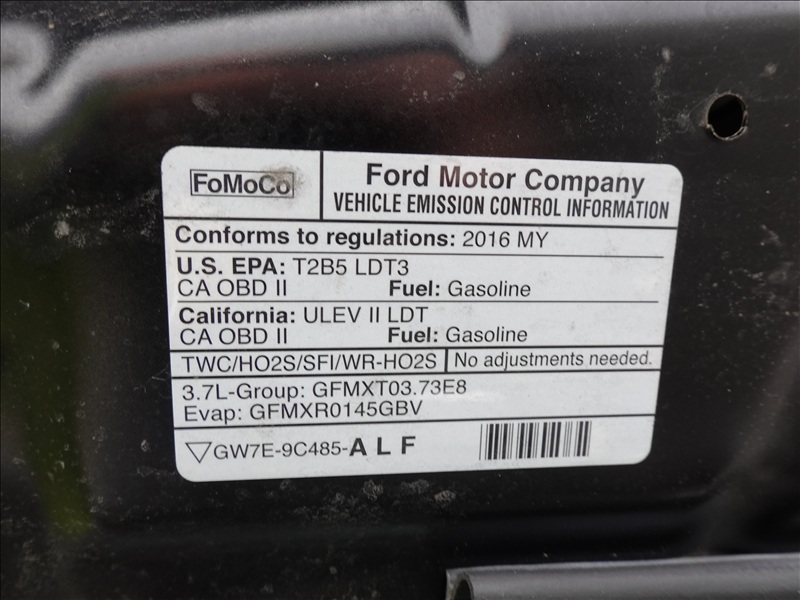 FoMoCo
Ford Motor Company
VEHICLE EMISSION CONTROL INFORMATION
Conforms to regulations: 2016 MY
U.S. EPA: T2B5 LDT3
CA OBD II Fuel: Gasoline
California: ULEV II LDT
CA OBD II Fuel: Gasoline
TWC/HO2S/SFI/WR-HO2S No adjustments needed.
3.7L-Group: GFMXT03.73E8
Evap: GFMXR0145GBV
GW7E-9C485-ALF